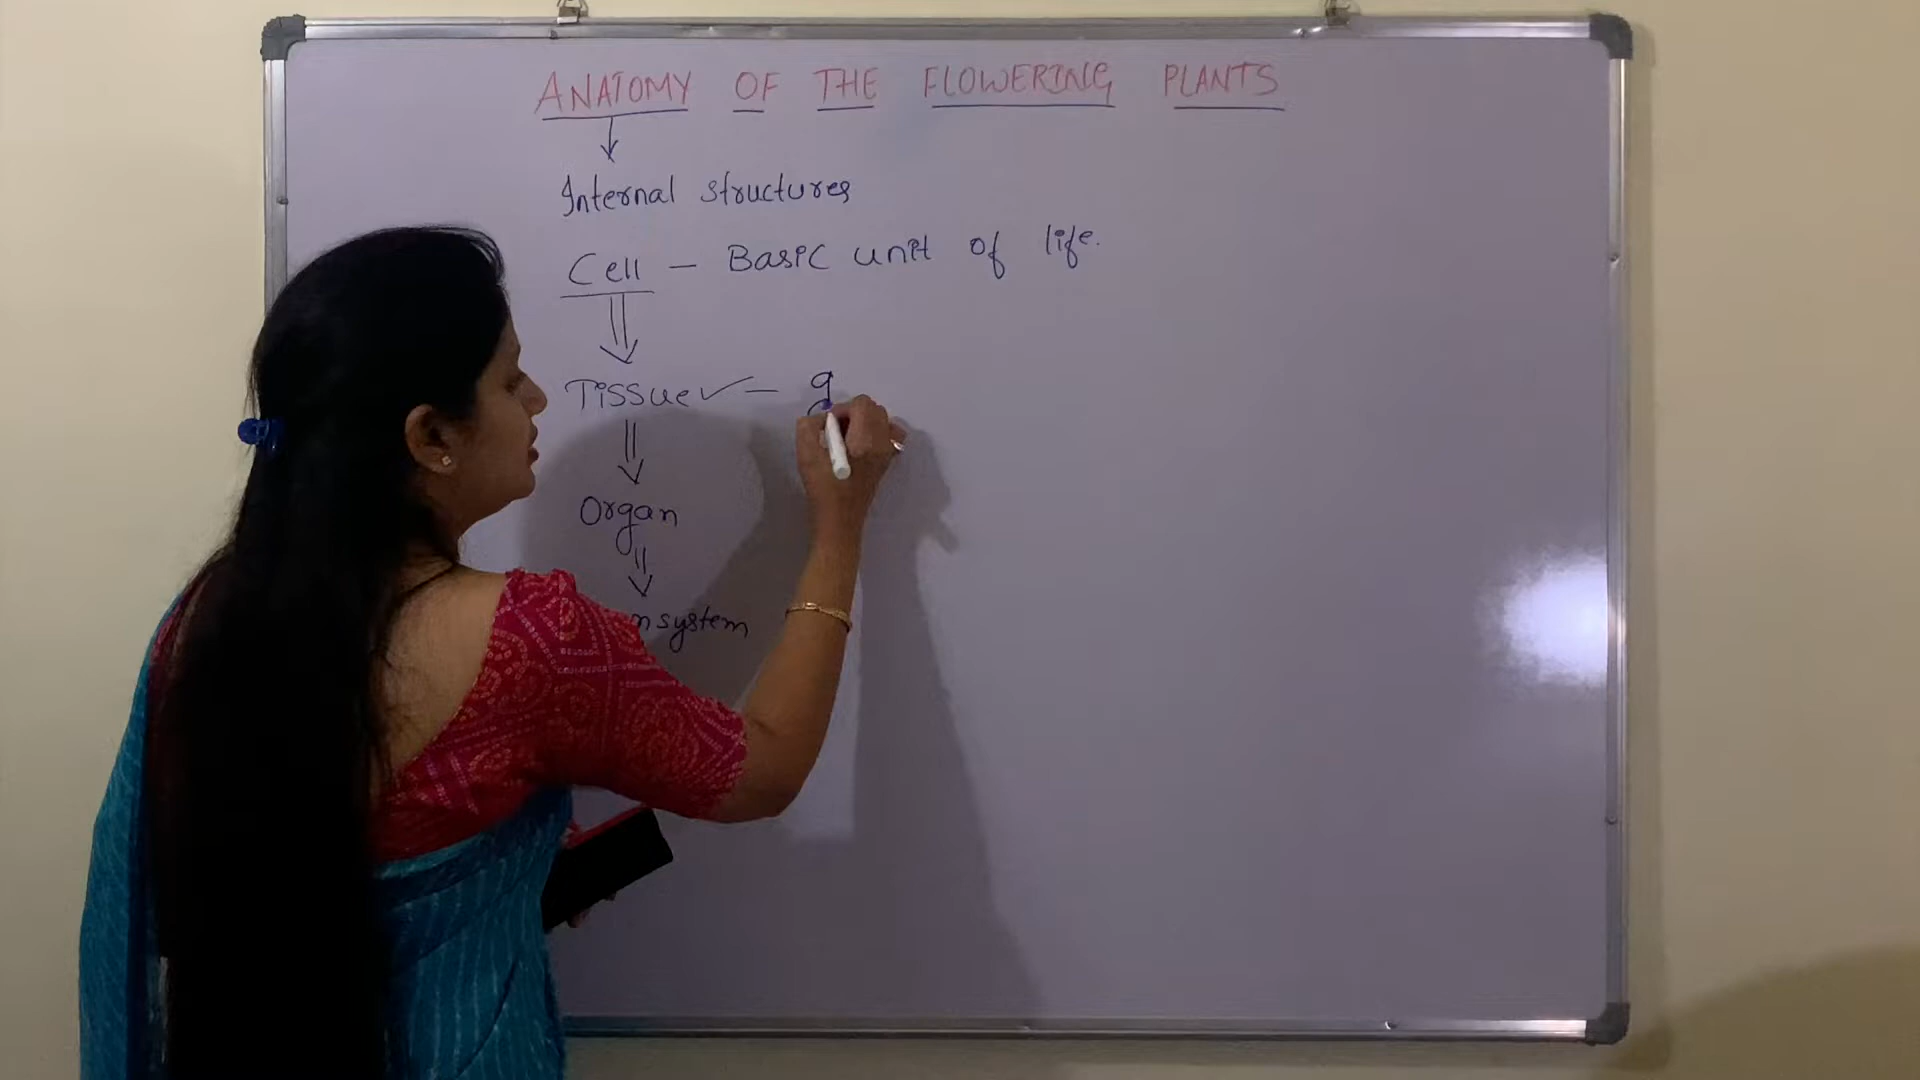 ANATOMY OF THE FLOWERING PLANTS
Internal structures
Cell — Basic unit of life.
Tissue ✓ — g
Organ
n system